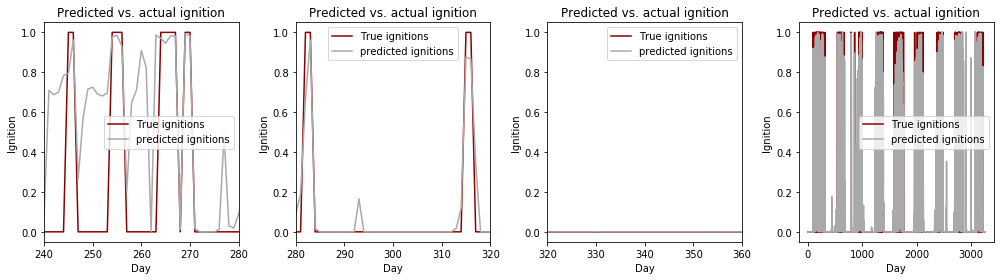 Predicted vs. actual ignition
Ignition
1.0
0.8
0.6
0.4
0.2
0.0
True ignitions
predicted ignitions
240
250
260
270
280
Day
Predicted vs. actual ignition
Ignition
1.0
0.8
0.6
0.4
0.2
0.0
True ignitions
predicted ignitions
280
290
300
310
320
Day
Predicted vs. actual ignition
Ignition
1.0
0.8
0.6
0.4
0.2
0.0
True ignitions
predicted ignitions
320
330
340
350
360
Day
Predicted vs. actual ignition
Ignition
1.0
0.8
0.6
0.4
0.2
0.0
True ignitions
predicted ignitions
0
1000
2000
3000
Day